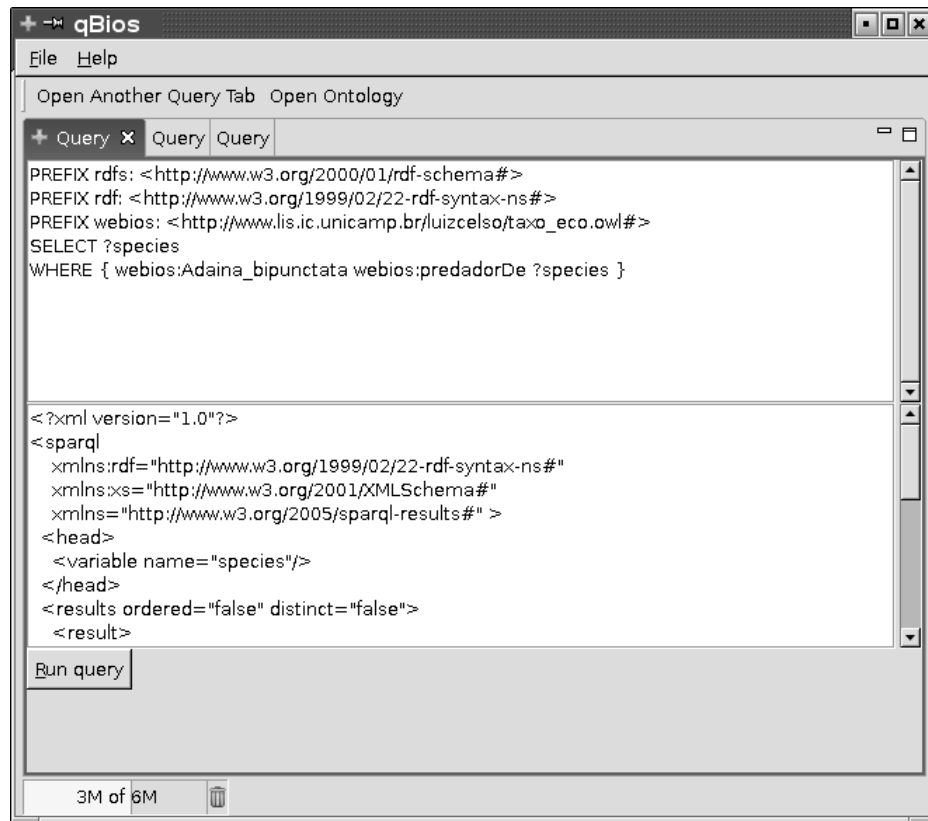 qBios
File Help
Open Another Query Tab Open Ontology
Query Query Query
PREFIX rdfs: <http://www.w3.org/2000/01/rdf-schema#>
PREFIX rdf: <http://www.w3.org/1999/02/22-rdf-syntax-ns#>
PREFIX webios: <http://www.lis.ic.unicamp.br/luizcelso/taxo_eco.owl#>
SELECT ?species
WHERE { webios:Adaina_bipunctata webios:predadorDe ?species }
<?xml version="1.0"?>
<sparql
xmlns:rdf="http://www.w3.org/1999/02/22-rdf-syntax-ns#"
xmlns:xs="http://www.w3.org/2001/XMLSchema#"
xmlns="http://www.w3.org/2005/sparql-results#" >
<head>
<variable name="species"/>
</head>
<results ordered="false" distinct="false">
<result>
Run query
3M of 6M